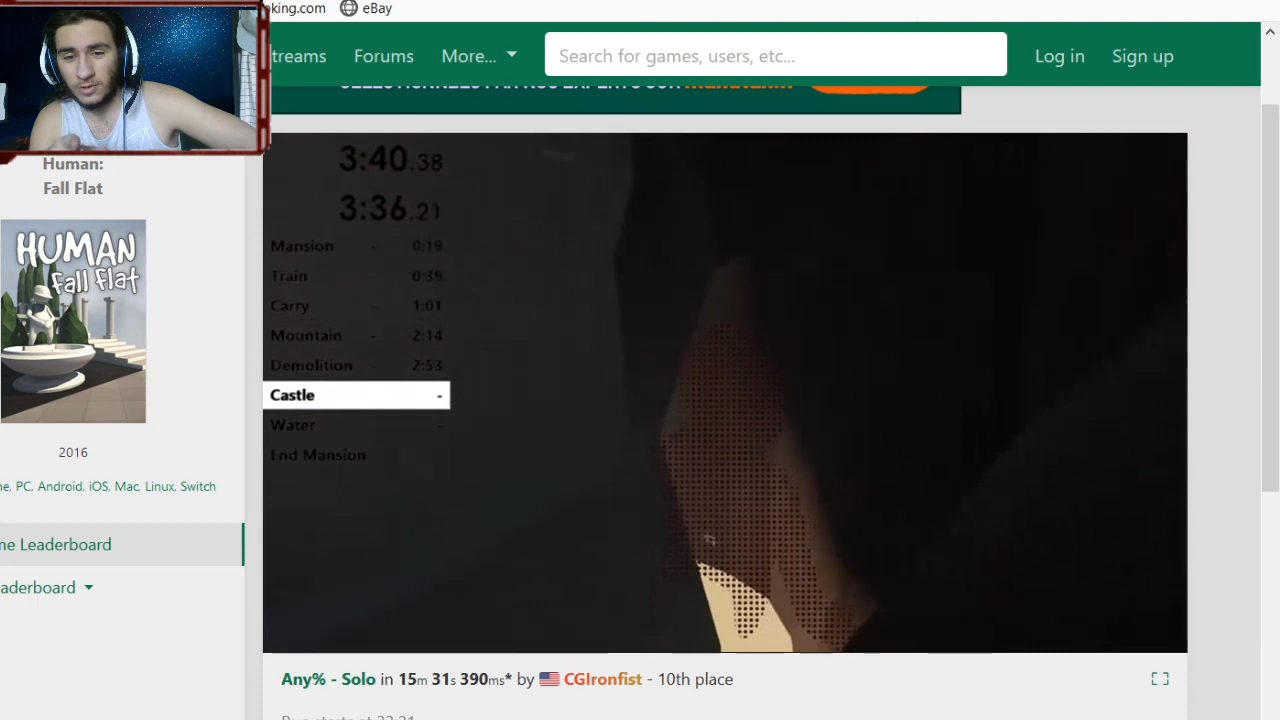 oking.com eBay
treams Forums More... Search for games, users, etc... Log in Sign up
Human:
Fall Flat
HUMAN
fall flat
2016
ne, PC, Android, iOS, Mac, Linux, Switch
me Leaderboard
aderboard
3:40.38
3:36.21
Mansion - 0:19
Train - 0:39
Carry - 1:01
Mountain - 2:14
Demolition - 2:53
Castle -
Water -
End Mansion
Any% - Solo in 15m 31s 390ms* by CGIronfist - 10th place